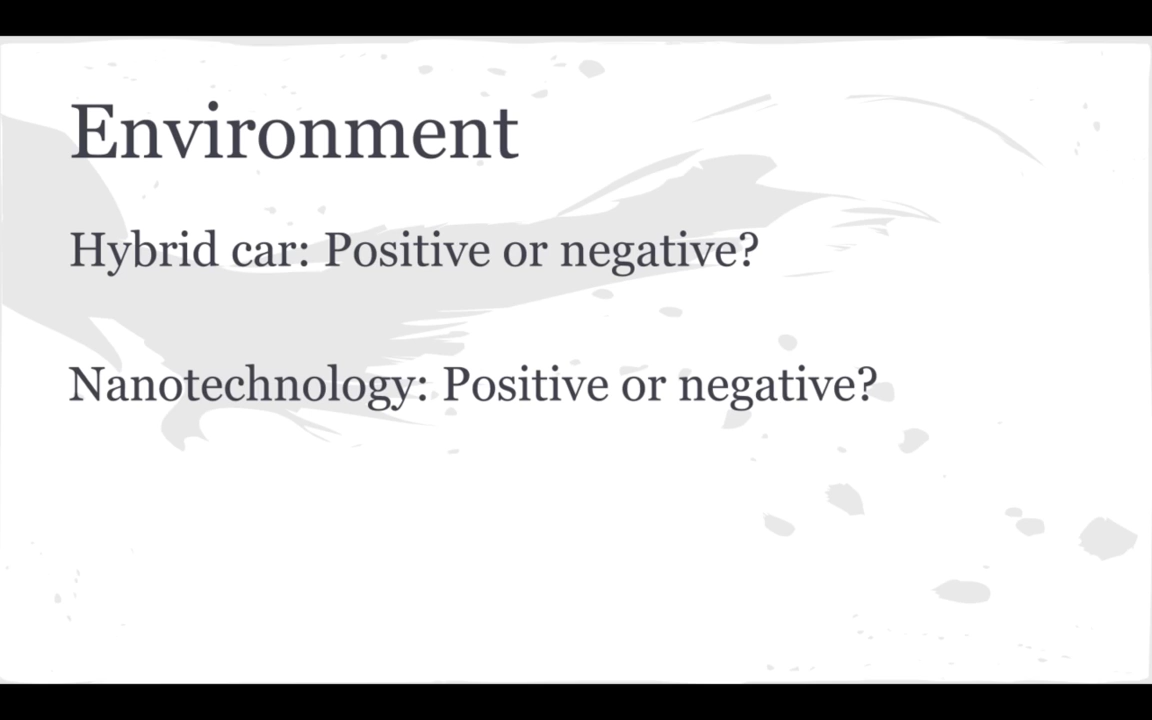 Environment
Hybrid car: Positive or negative?
Nanotechnology: Positive or negative?